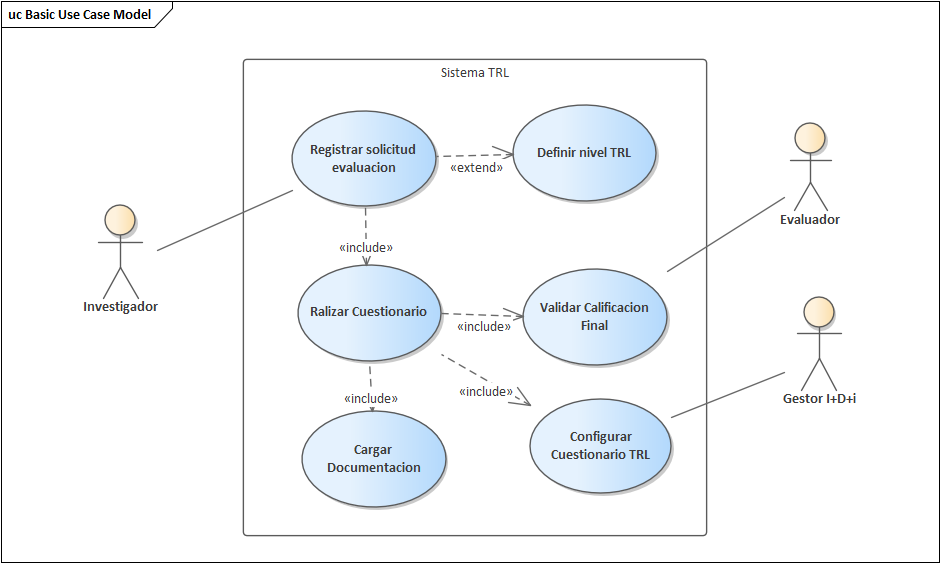 uc Basic Use Case Model
Sistema TRL
Registrar solicitud
evaluacion
«extend»
Definir nivel TRL
Evaluador
Investigador
«include»
Ralizar Cuestionario
«include»
Validar Calificacion
Final
«include»
«include»
Gestor I+D+i
Cargar
Documentacion
Configurar
Cuestionario TRL